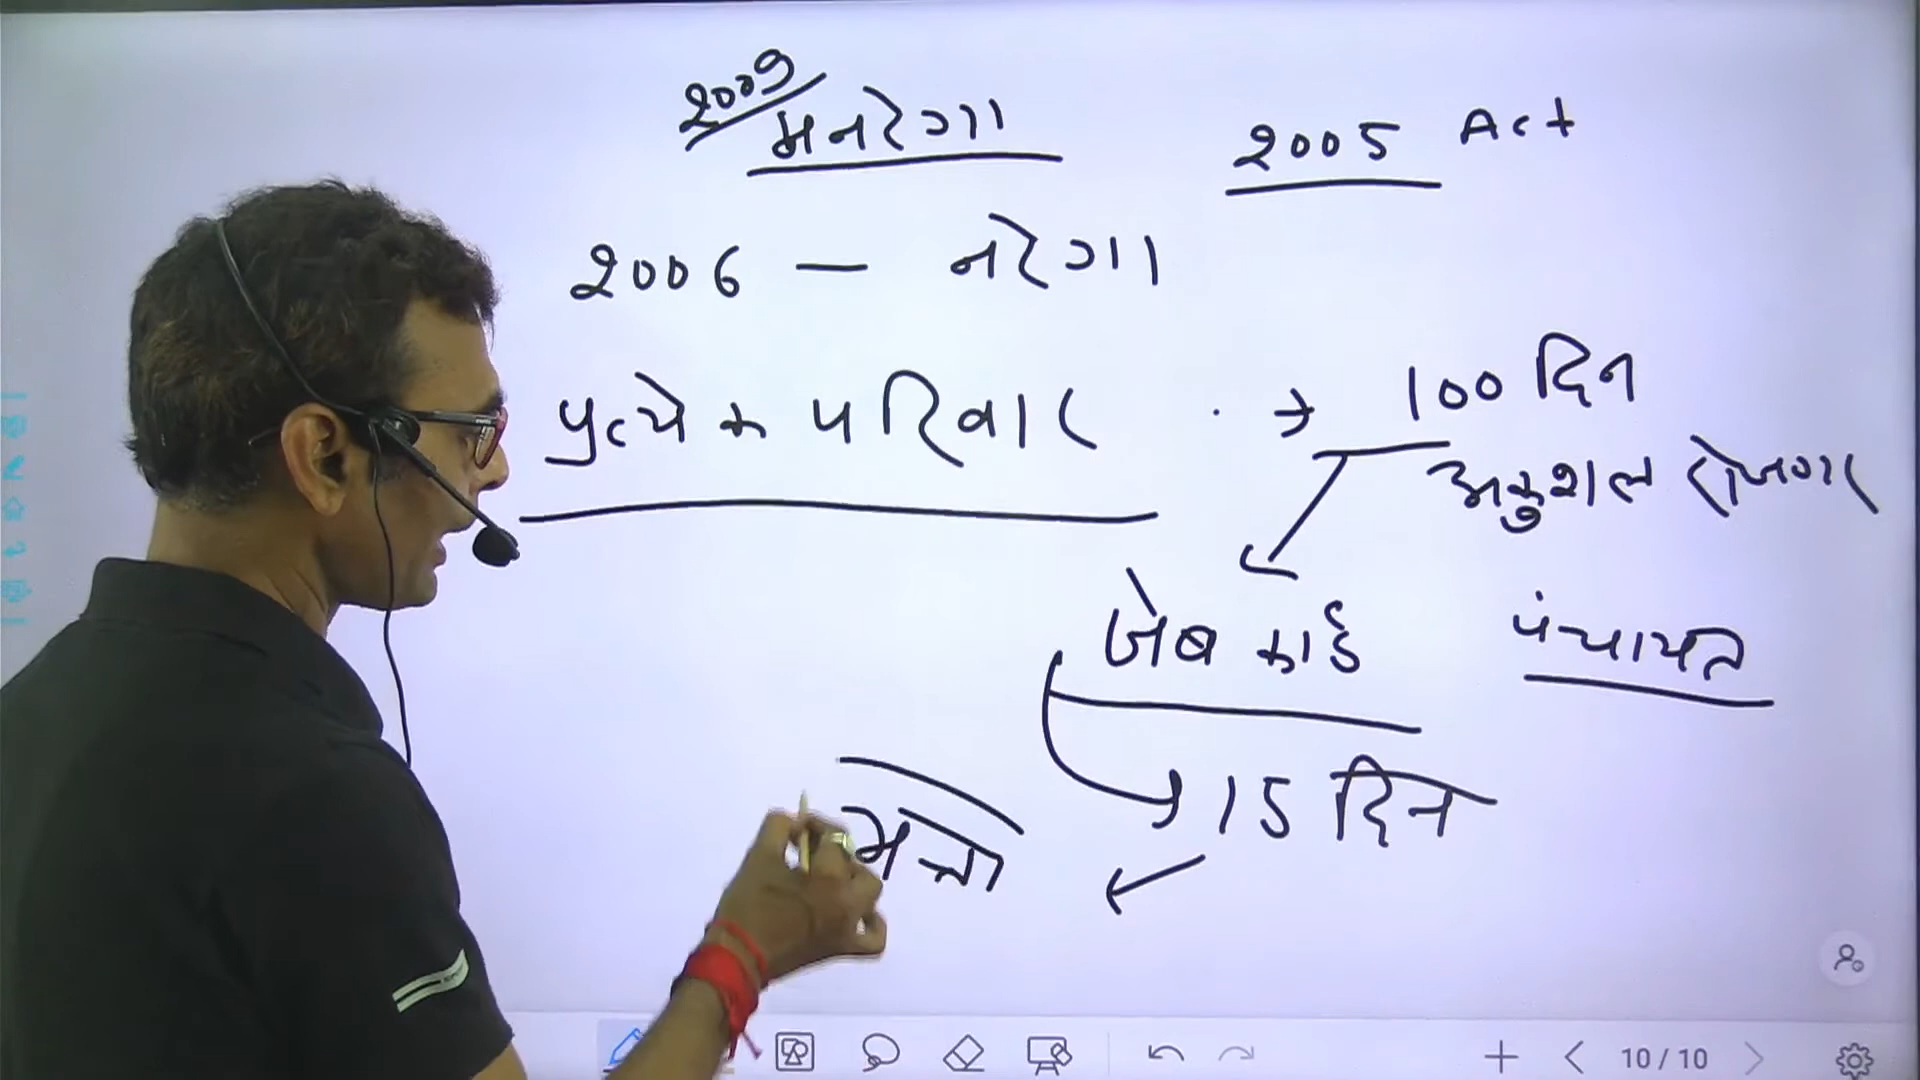 2009
मनरेगा
2005 Act
2006 — नरेगा
प्रत्येक परिवार → 100 दिन
अकुशल रोजगार
जॉब कार्ड पंचायत
15 दिन
भत्ता
10/10